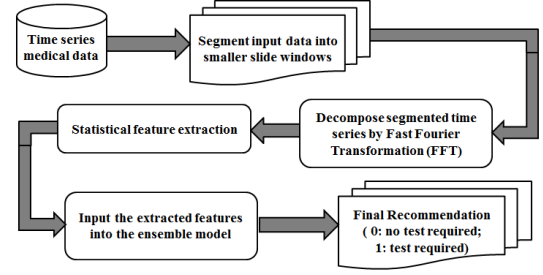 Time series
medical data
Segment input data into
smaller slide windows
Decompose segmented time
series by Fast Fourier
Transformation (FFT)
Statistical feature extraction
Input the extracted features
into the ensemble model
Final Recommendation
( 0: no test required;
1: test required)